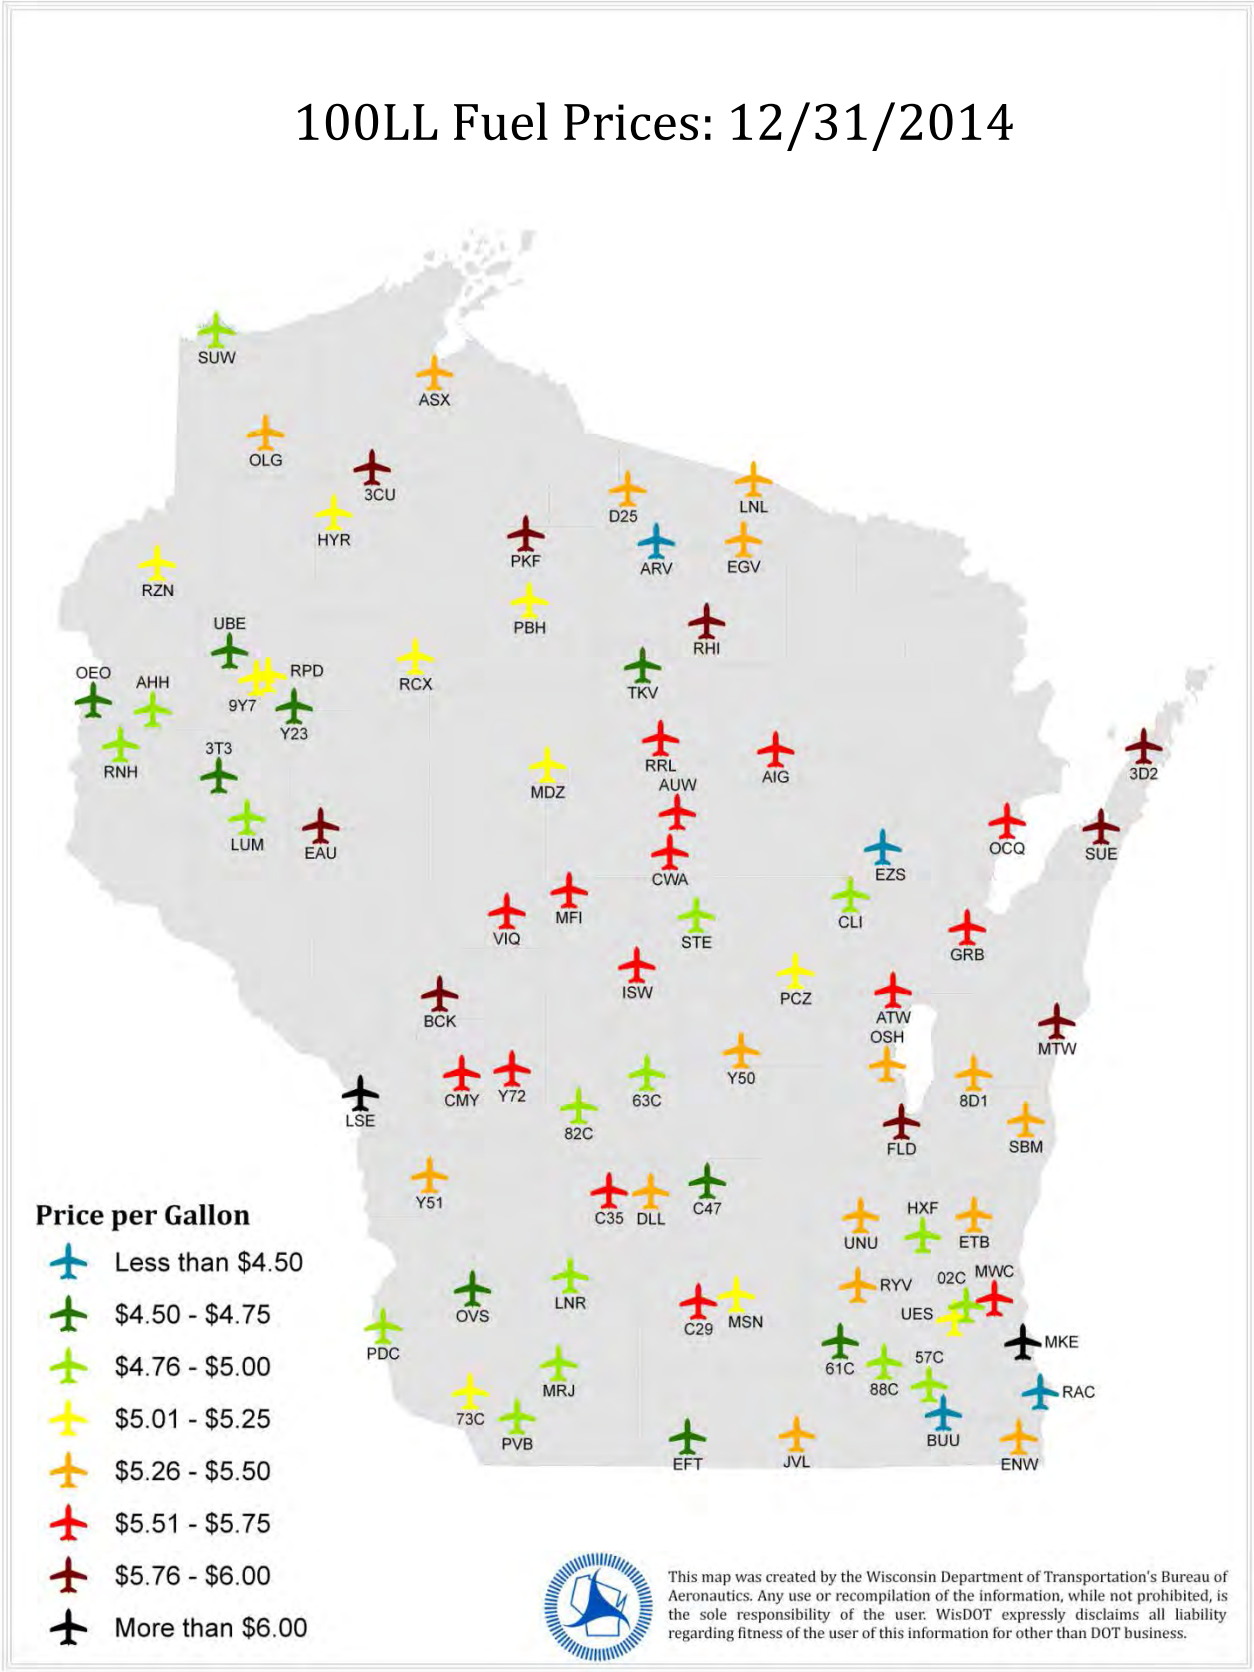 100LL Fuel Prices: 12/31/2014
SUW
ASX
OLG
3CU
LNL
D25
HYR
PKF
ARV
EGV
RZN
UBE
PBH
RHI
OEO
AHH
RPD
RCX
TKV
9Y7
Y23
RNH
3T3
RRL
AIG
3D2
MDZ
AUW
LUM
EAU
OCQ
SUE
CWA
EZS
MFI
CLI
VIQ
STE
GRB
ISW
PCZ
BCK
ATW
OSH
MTW
Y50
CMY
Y72
63C
8D1
LSE
82C
FLD
SBM
Y51
C35
DLL
C47
HXF
UNU
ETB
LNR
RYV
02C
MWC
OVS
C29
MSN
UES
PDC
MKE
61C
57C
88C
MRJ
RAC
73C
PVB
BUU
EFT
JVL
ENW
Price per Gallon
Less than $4.50
$4.50 - $4.75
$4.76 - $5.00
$5.01 - $5.25
$5.26 - $5.50
$5.51 - $5.75
$5.76 - $6.00
More than $6.00
This map was created by the Wisconsin Department of Transportation's Bureau of
Aeronautics. Any use or recompilation of the information, while not prohibited, is
the sole responsibility of the user. WisDOT expressly disclaims all liability
regarding fitness of the user of this information for other than DOT business.